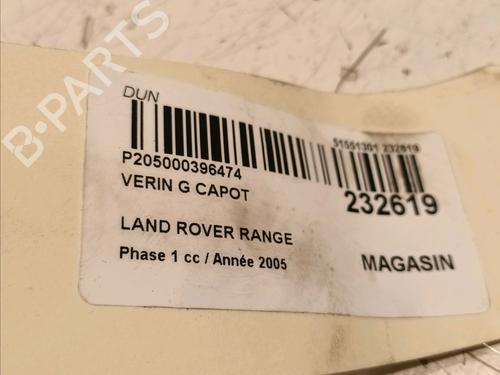 B-PARTS
DUN
51551301 232619
P205000396474
232619
VERIN G CAPOT
LAND ROVER RANGE
Phase 1 cc / Année 2005
MAGASIN